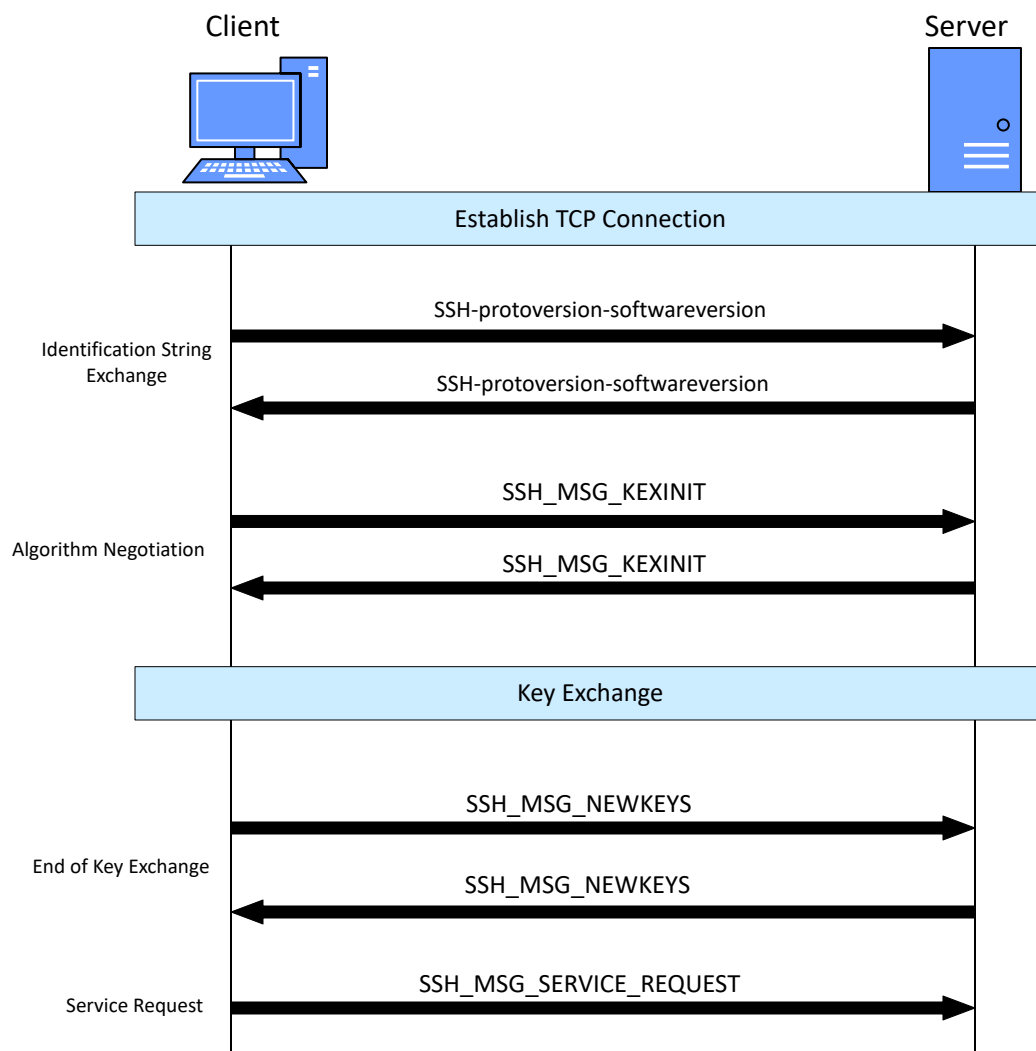 Client
Server
Establish TCP Connection
SSH-protoversion-softwareversion
Identification String
Exchange
SSH-protoversion-softwareversion
SSH_MSG_KEXINIT
Algorithm Negotiation
SSH_MSG_KEXINIT
Key Exchange
SSH_MSG_NEWKEYS
End of Key Exchange
SSH_MSG_NEWKEYS
SSH_MSG_SERVICE_REQUEST
Service Request